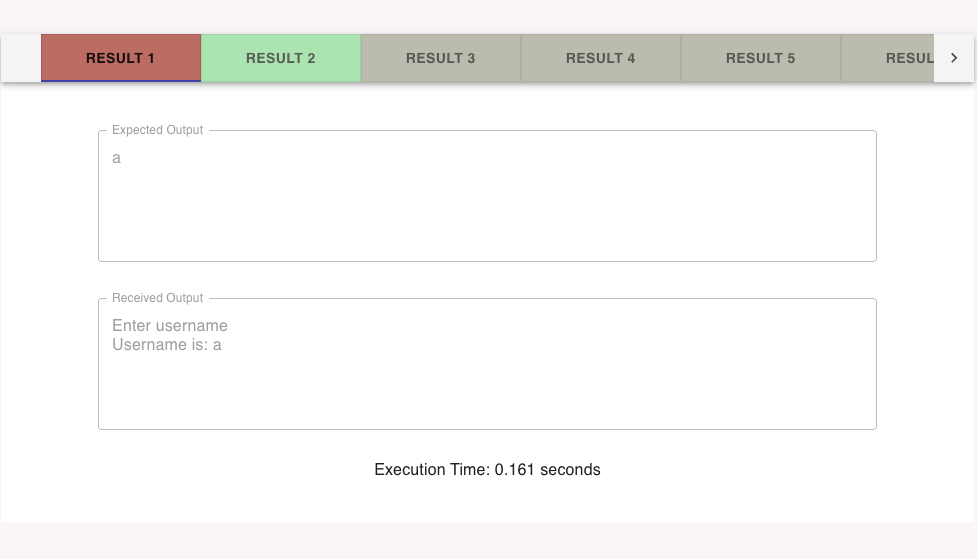 RESULT 1
RESULT 2
RESULT 3
RESULT 4
RESULT 5
RESUL
Expected Output
a
Received Output
Enter username
Username is: a
Execution Time: 0.161 seconds